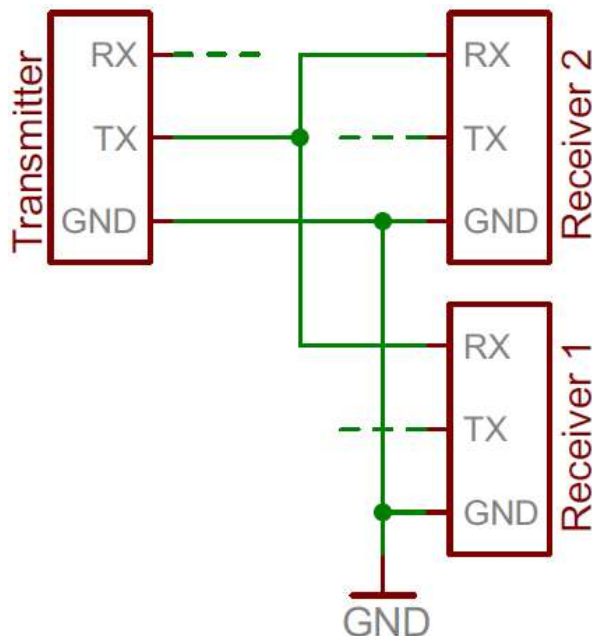 Transmitter
RX
TX
GND
Receiver 2
RX
TX
GND
Receiver 1
RX
TX
GND
GND